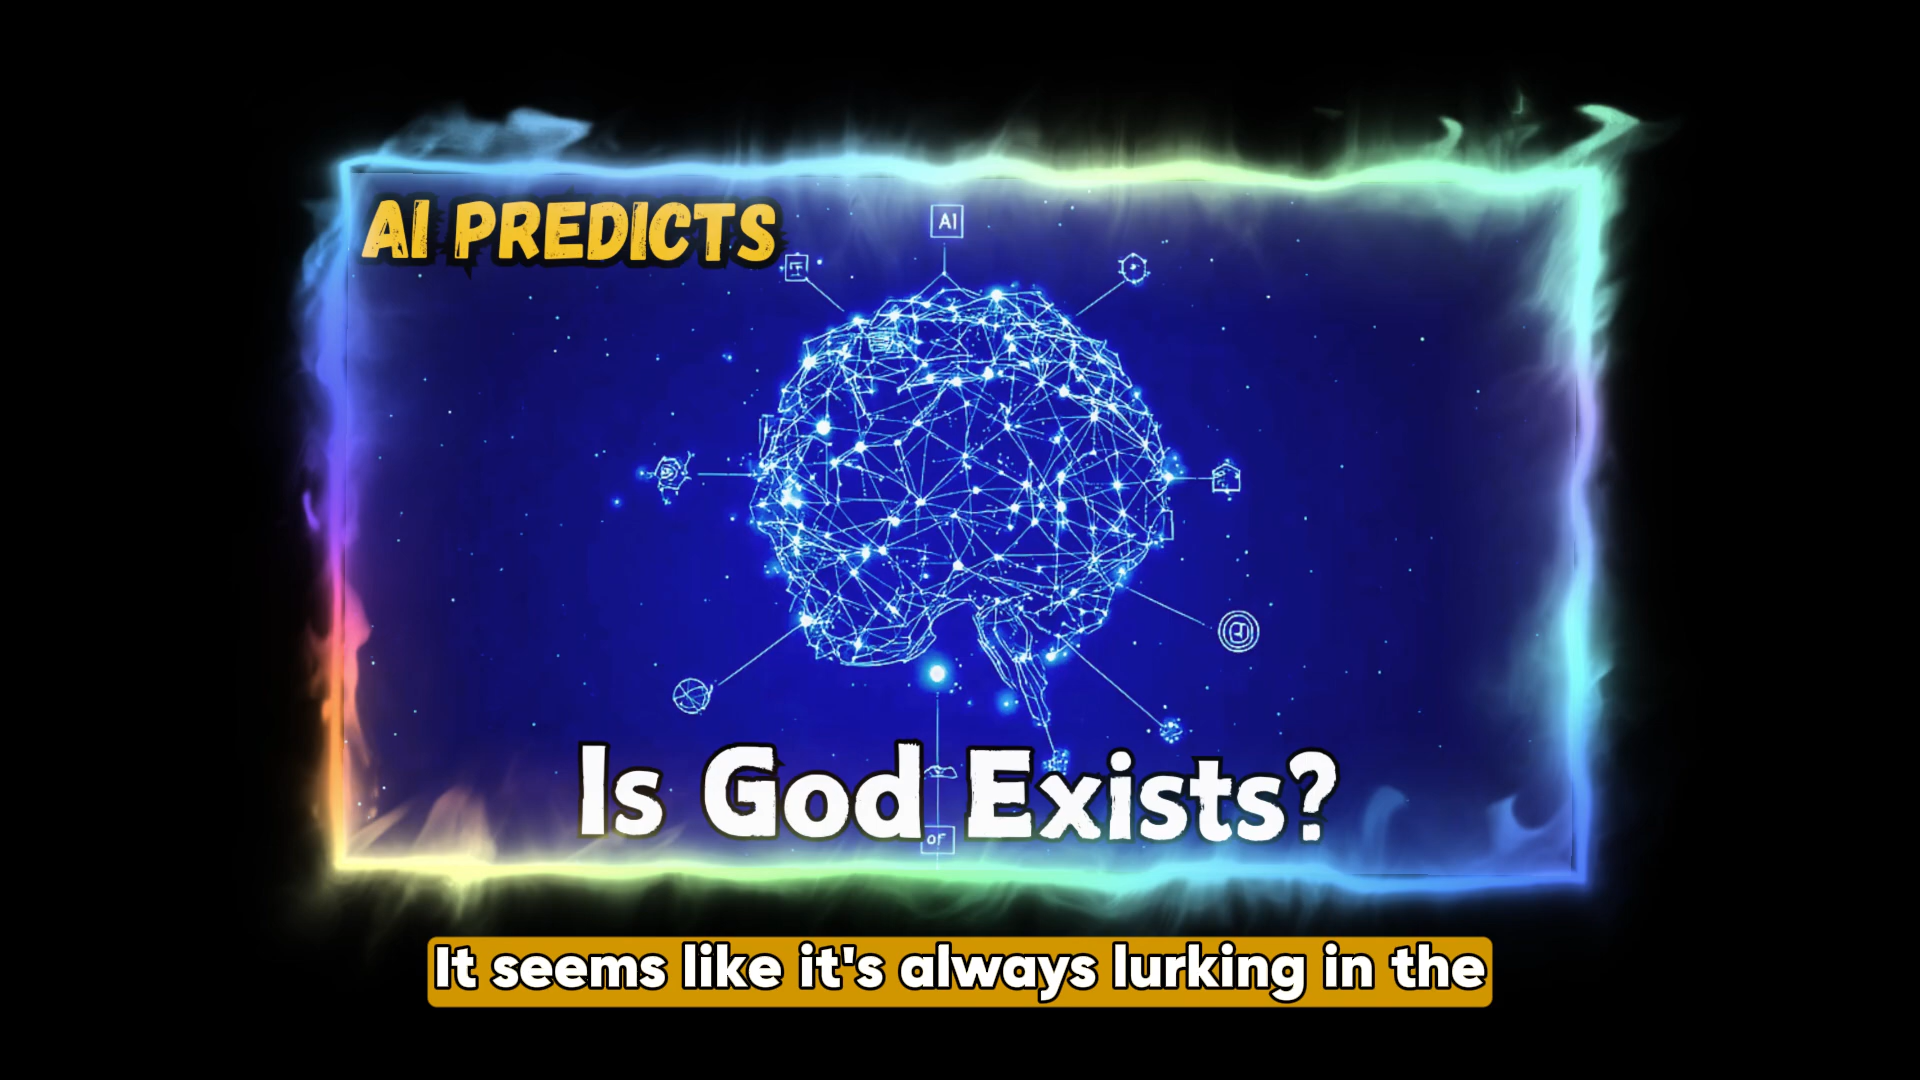 AI PREDICTS
AI
Is God Exists?
OF
It seems like it's always lurking in the